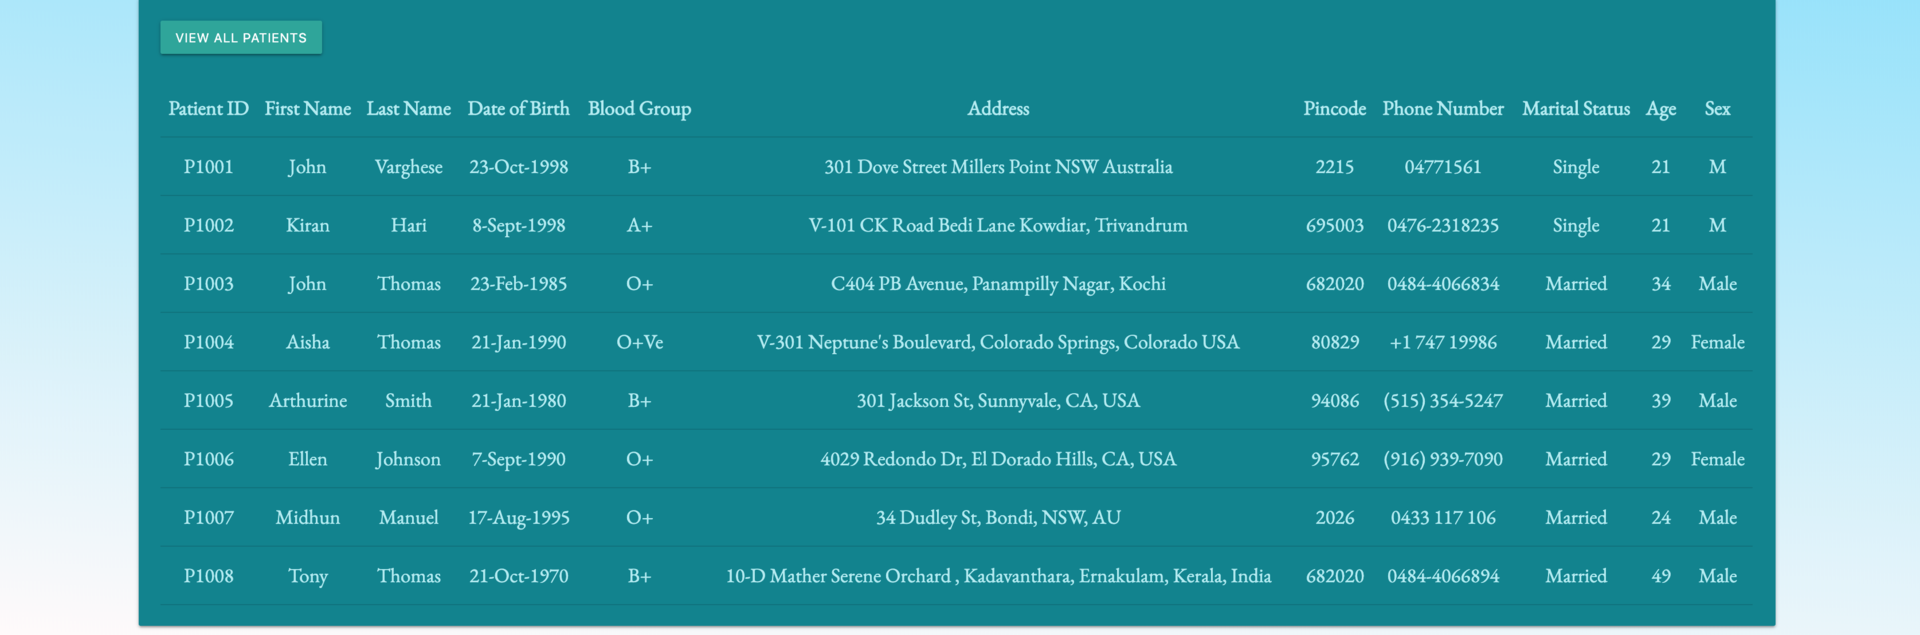 VIEW ALL PATIENTS
Patient ID First Name Last Name Date of Birth Blood Group Address Pincode Phone Number Marital Status Age Sex
P1001 John Varghese 23-Oct-1998 B+ 301 Dove Street Millers Point NSW Australia 2215 04771561 Single 21 M
P1002 Kiran Hari 8-Sept-1998 A+ V-101 CK Road Bedi Lane Kowdiar, Trivandrum 695003 0476-2318235 Single 21 M
P1003 John Thomas 23-Feb-1985 O+ C404 PB Avenue, Panampilly Nagar, Kochi 682020 0484-4066834 Married 34 Male
P1004 Aisha Thomas 21-Jan-1990 O+Ve V-301 Neptune's Boulevard, Colorado Springs, Colorado USA 80829 +1 747 19986 Married 29 Female
P1005 Arthurine Smith 21-Jan-1980 B+ 301 Jackson St, Sunnyvale, CA, USA 94086 (515) 354-5247 Married 39 Male
P1006 Ellen Johnson 7-Sept-1990 O+ 4029 Redondo Dr, El Dorado Hills, CA, USA 95762 (916) 939-7090 Married 29 Female
P1007 Midhun Manuel 17-Aug-1995 O+ 34 Dudley St, Bondi, NSW, AU 2026 0433 117 106 Married 24 Male
P1008 Tony Thomas 21-Oct-1970 B+ 10-D Mather Serene Orchard , Kadavanthara, Ernakulam, Kerala, India 682020 0484-4066894 Married 49 Male